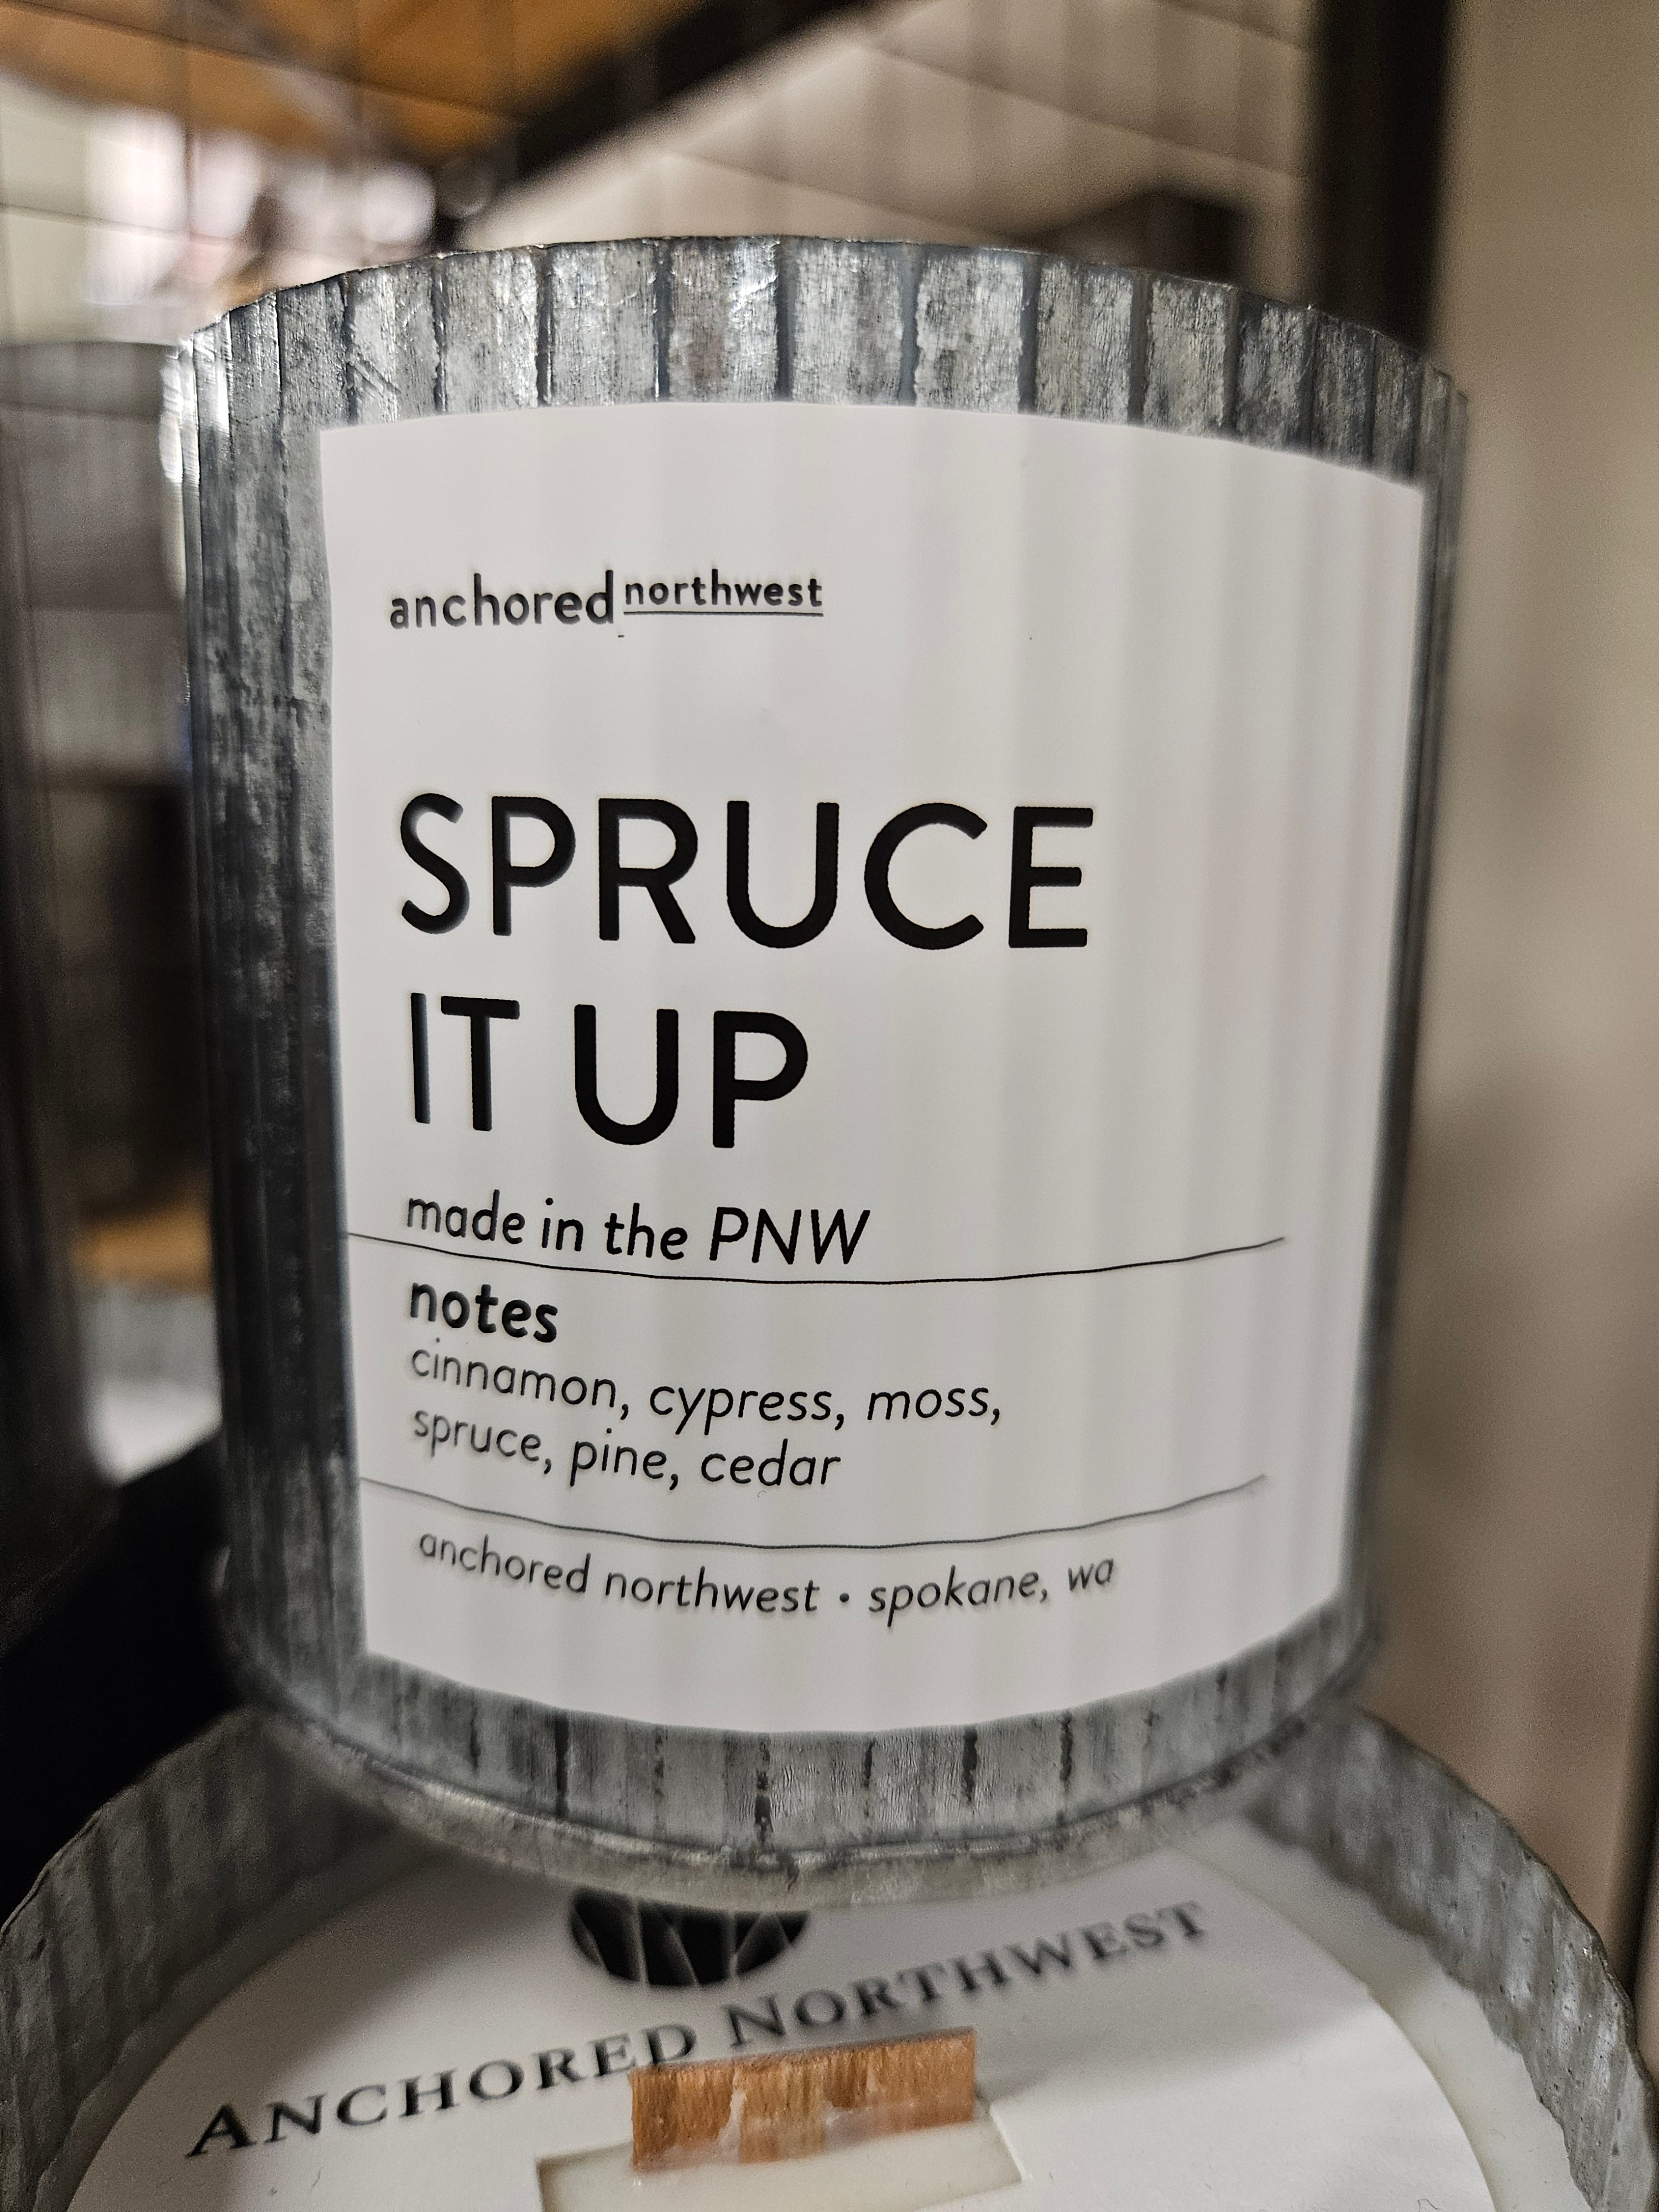 anchored northwest
SPRUCE
IT UP
made in the PNW
notes
cinnamon, cypress, moss,
spruce, pine, cedar
anchored northwest • spokane, wa
ANCHORED NORTHWEST